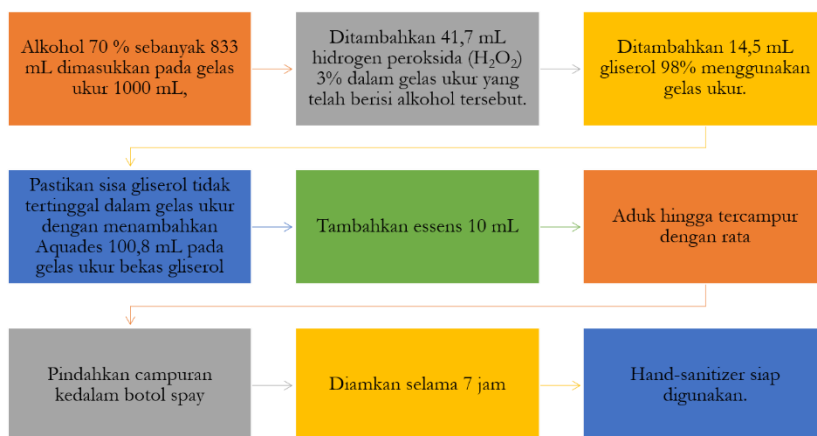 Alkohol 70 % sebanyak 833
mL dimasukkan pada gelas
ukur 1000 mL,
Ditambahkan 41,7 mL
hidrogen peroksida (H₂O₂)
3% dalam gelas ukur yang
telah berisi alkohol tersebut.
Ditambahkan 14,5 mL
gliserol 98% menggunakan
gelas ukur.
Pastikan sisa gliserol tidak
tertinggal dalam gelas ukur
dengan menambahkan
Aquades 100,8 mL pada
gelas ukur bekas gliserol
Tambahkan essens 10 mL
Aduk hingga tercampur
dengan rata
Pindahkan campuran
kedalam botol spay
Diamkan selama 7 jam
Hand-sanitizer siap
digunakan.